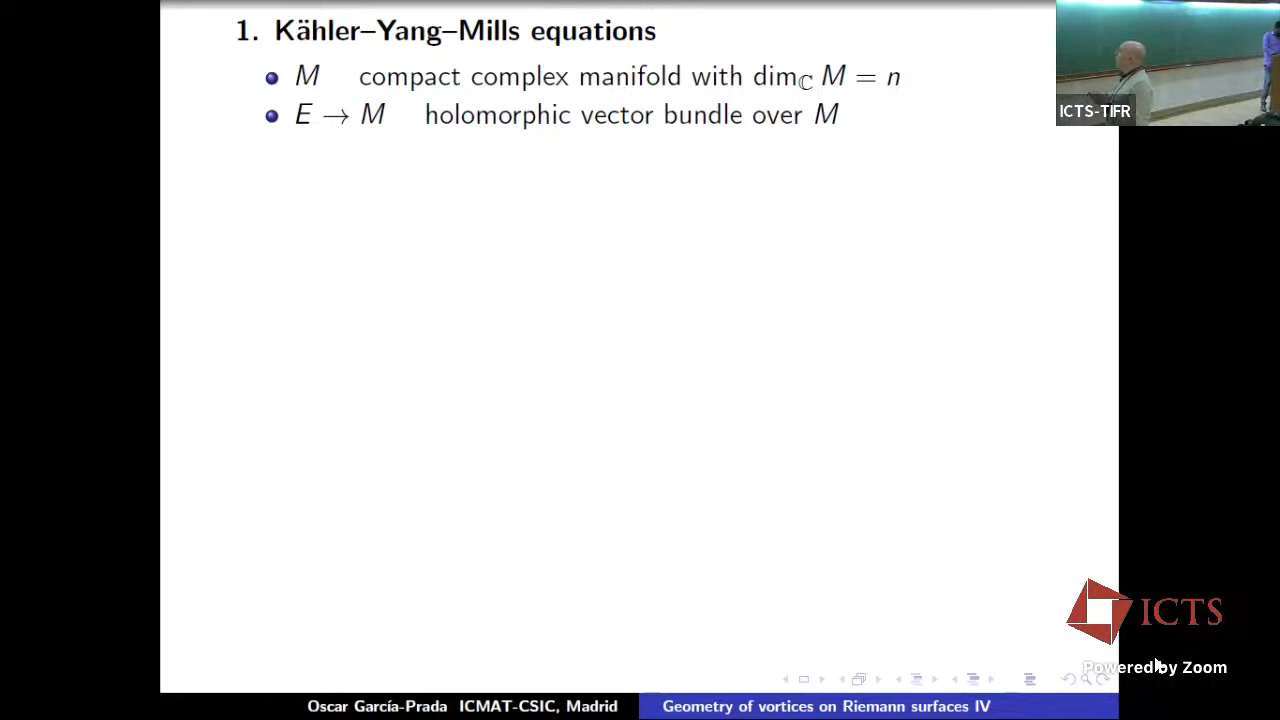 1. Kähler–Yang–Mills equations
M compact complex manifold with dim_ℂ M = n
E → M holomorphic vector bundle over M
ICTS-TIFR
ICTS
Powered by Zoom
Oscar García-Prada ICMAT-CSIC, Madrid
Geometry of vortices on Riemann surfaces IV